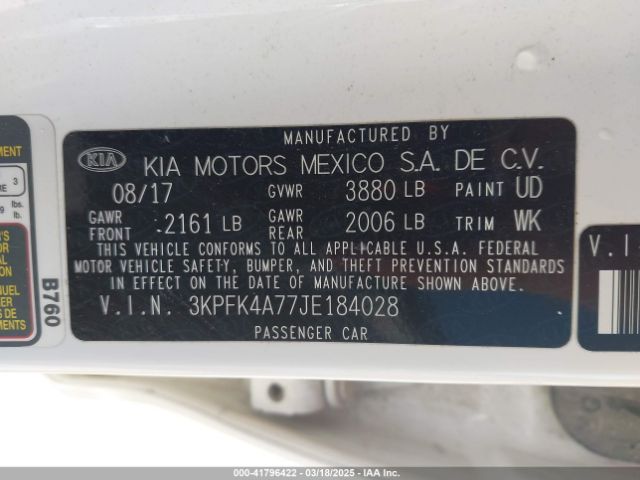 MANUFACTURED BY
KIA KIA MOTORS MEXICO S.A. DE C.V.
08/17 GVWR 3880 LB PAINT UD
GAWR FRONT 2161 LB GAWR REAR 2006 LB TRIM WK
THIS VEHICLE CONFORMS TO ALL APPLICABLE U.S.A. FEDERAL
MOTOR VEHICLE SAFETY, BUMPER, AND THEFT PREVENTION STANDARDS
IN EFFECT ON THE DATE OF MANUFACTURE SHOWN ABOVE.
V.I.N. 3KPFK4A77JE184028
PASSENGER CAR
B760
3
lbs.
lb.
V.I
000-41796422 - 03/18/2025 - IAA Inc.